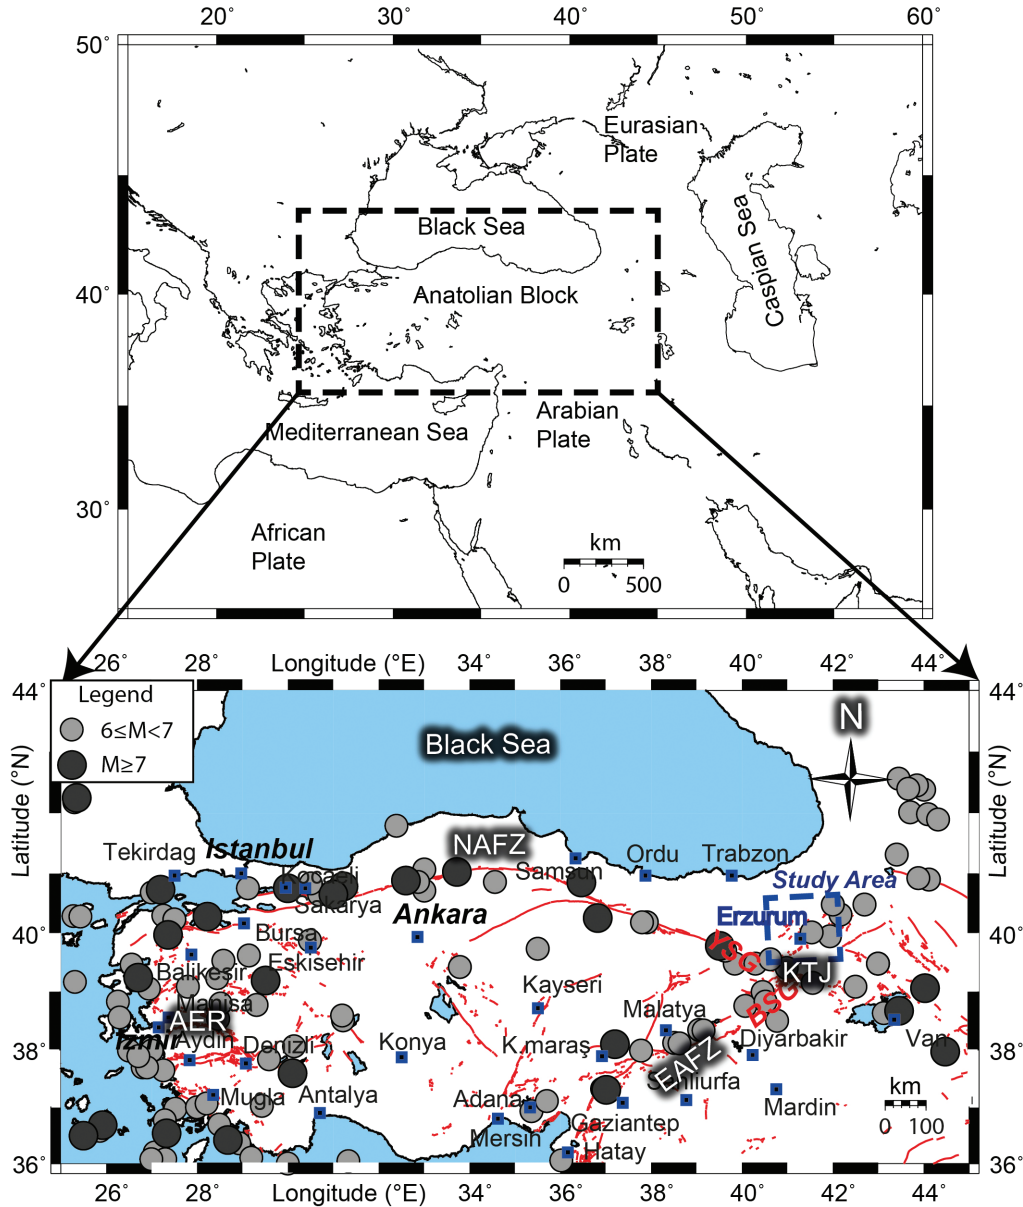 20° 30° 40° 50° 60°
50°
Eurasian
Plate
Black Sea
Caspian Sea
40°
Anatolian Block
Arabian
Plate
Mediterranean Sea
30°
African
Plate
km
0 500
20° 30° 40° 50° 60°
26° 28° Longitude (°E) 34° 36° 40° 42° 44°
44° 44°
Legend
6≤M<7
M≥7
N
Black Sea
Latitude (°N)
Latitude (°N)
NAFZ
Tekirdag Istanbul
Ordu Trabzon
Kocaeli
Samsun
Study Area
Sakarya
Ankara
Erzurum
Bursa
40° 40°
YSG
Eskisehir
Balikesir
KTJ
Kayseri
BSG
Manisa
Malatya
AER
Izmir
Aydin Denizli
Konya
K.maraş
Diyarbakir
Van
38° 38°
EAFZ
Sanliurfa
Mugla Antalya
Adana
km
0 100
Mardin
Mersin
Gaziantep
Hatay
36° 36°
26° 28° Longitude (°E) 34° 36° 40° 42° 44°